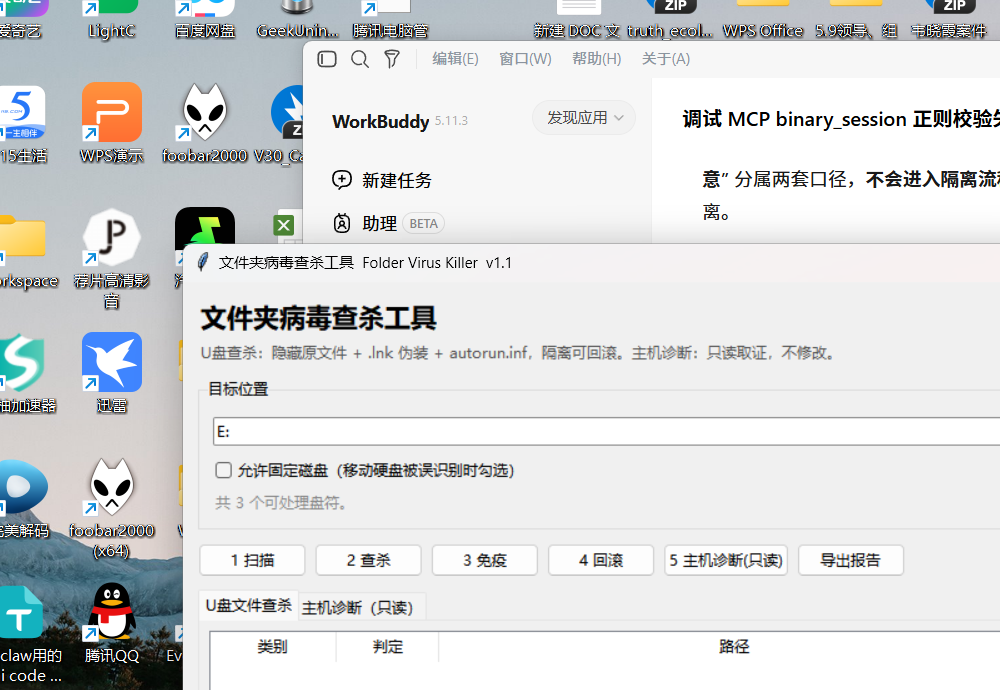 爱奇艺
LightC
百度网盘
GeekUnin...
腾讯电脑管
新建 DOC 文
truth_ecol...
WPS Office
5.9领导、组
韦晓霞案件
ZIP
ZIP
编辑(E)
窗口(W)
帮助(H)
关于(A)
WorkBuddy 5.11.3
发现应用
调试 MCP binary_session 正则校验失
新建任务
意” 分属两套口径，不会进入隔离流程
离。
助理 BETA
5
一生相伴
15生活
WPS演示
foobar2000
V30_Ca
orkspace
荐片高清影
音
文件夹病毒查杀工具 Folder Virus Killer v1.1
文件夹病毒查杀工具
U盘查杀：隐藏原文件 + .lnk 伪装 + autorun.inf，隔离可回滚。主机诊断：只读取证，不修改。
目标位置
E:
允许固定磁盘（移动硬盘被误识别时勾选）
共 3 个可处理盘符。
1 扫描
2 查杀
3 免疫
4 回滚
5 主机诊断(只读)
导出报告
U盘文件查杀
主机诊断（只读）
类别
判定
路径
加速器
迅雷
完美解码
foobar2000
(x64)
claw用的
i code ...
腾讯QQ
Ev